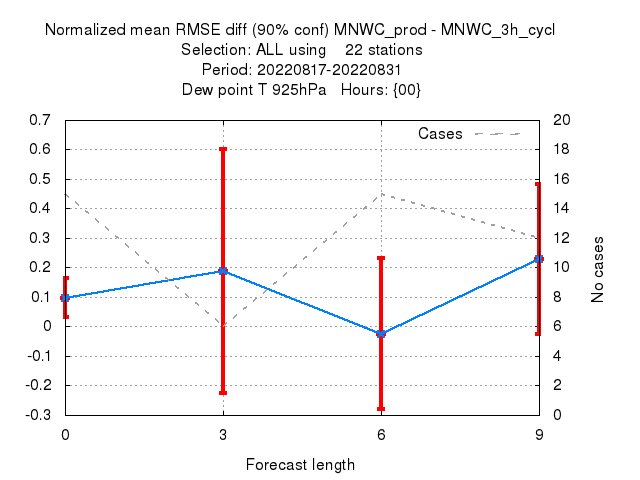 Normalized mean RMSE diff (90% conf) MNWC_prod - MNWC_3h_cycl
Selection: ALL using    22 stations
Period: 20220817-20220831
Dew point T 925hPa   Hours: {00}
Cases
0.7
0.6
0.5
0.4
0.3
0.2
0.1
0
-0.1
-0.2
-0.3
20
18
16
14
12
10
8
6
4
2
0
No cases
0 3 6 9
Forecast length